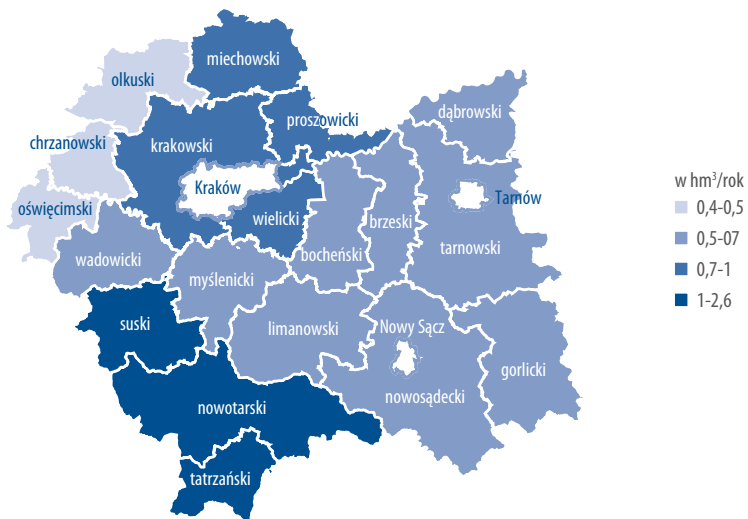 miechowski
olkuski
dąbrowski
proszowicki
chrzanowski
krakowski
w hm³/rok
Kraków
Tarnów
0,4-0,5
oświęcimski
wielicki
brzeski
0,5-07
tarnowski
bocheński
wadowicki
myślenicki
0,7-1
1-2,6
suski
limanowski
Nowy Sącz
gorlicki
nowosądecki
nowotarski
tatrzański